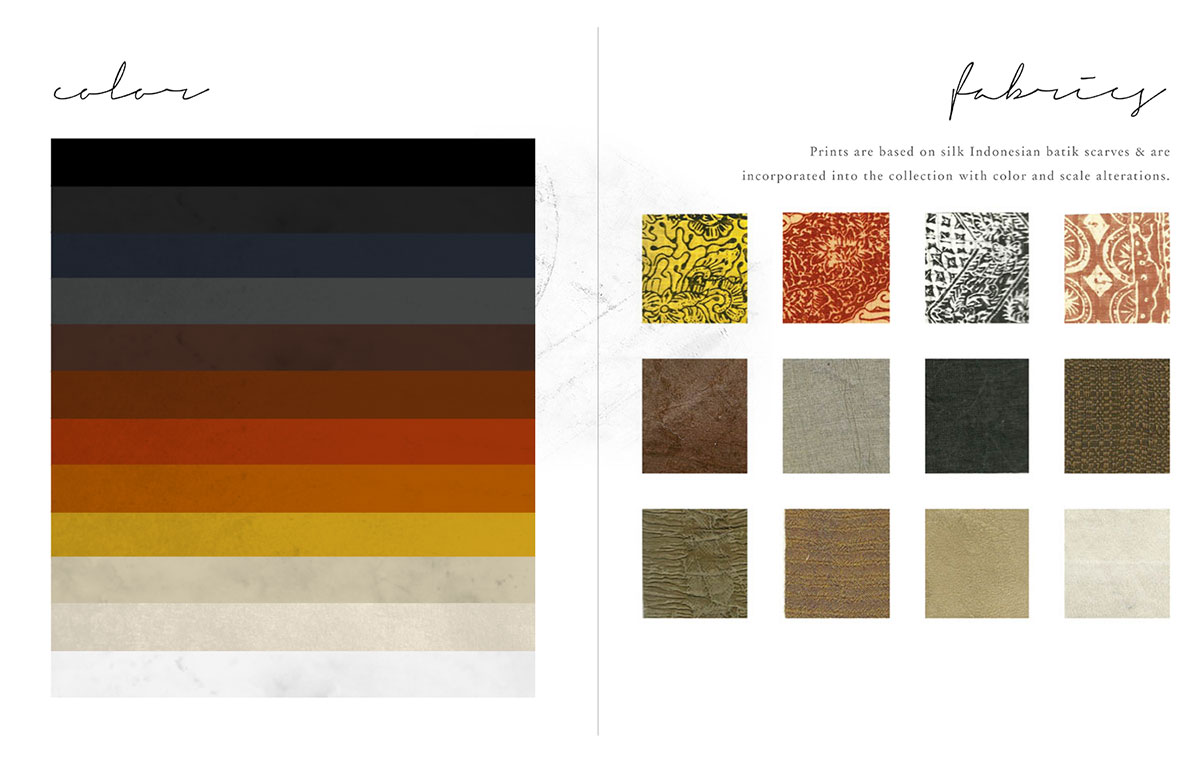 color
fabrics
Prints are based on silk Indonesian batik scarves & are
incorporated into the collection with color and scale alterations.